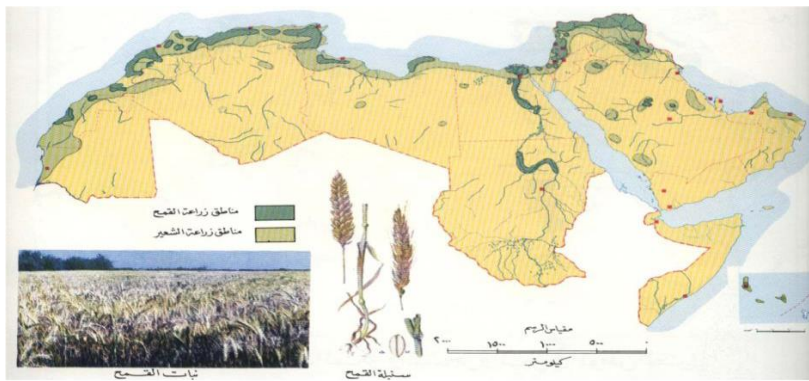 مناطق زراعة القمح
مناطق زراعة الشعير
مقياس الرسم
٢٠٠٠ ١٥٠٠ ١٠٠٠ ٥٠٠ ٠
كيلومتر
نبات القمح
سنبلة القمح